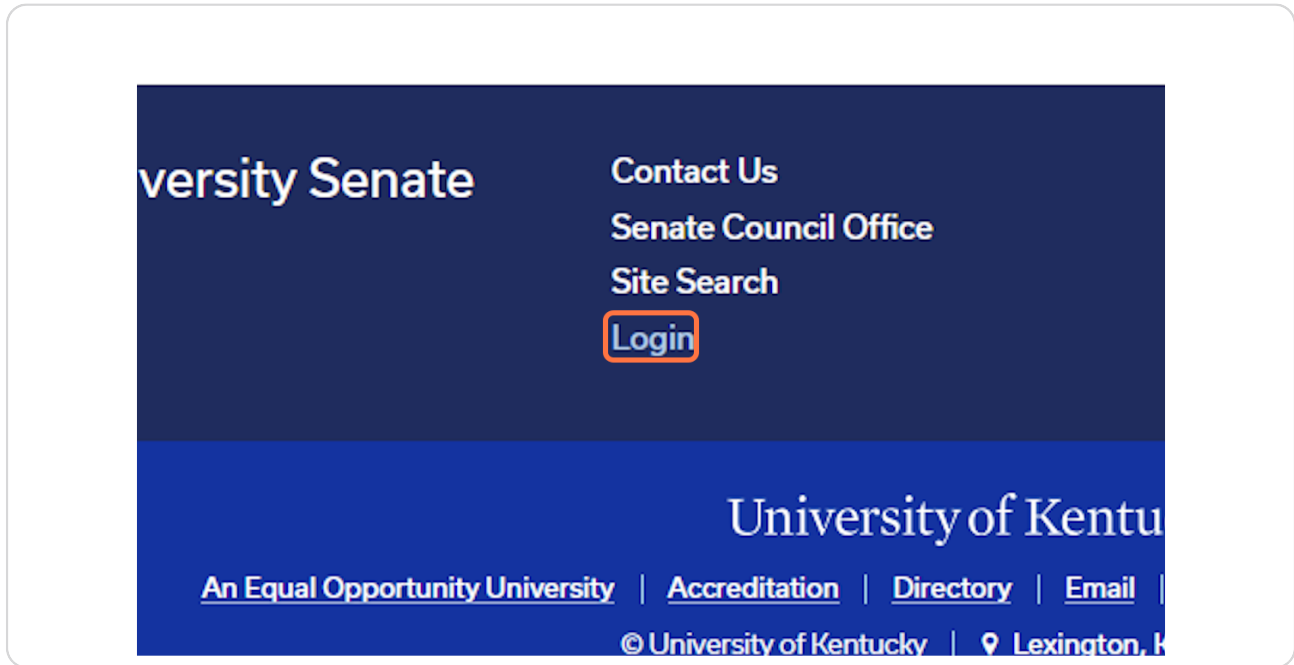 versity Senate
Contact Us
Senate Council Office
Site Search
Login
University of Kentu
An Equal Opportunity University | Accreditation | Directory | Email |
© University of Kentucky | Lexington, K